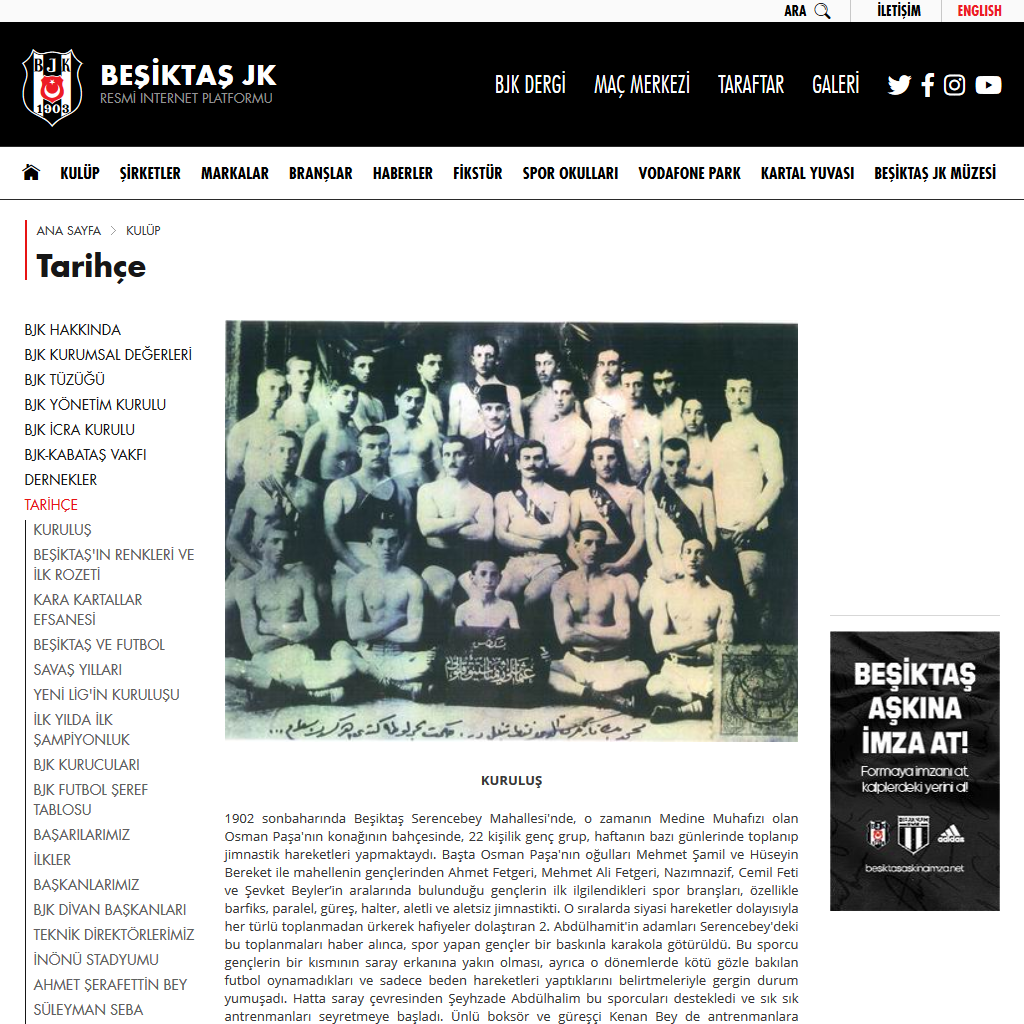 ARA
İLETİŞİM
ENGLISH
BJK
1903
BEŞİKTAŞ JK
RESMİ İNTERNET PLATFORMU
BJK DERGİ
MAÇ MERKEZİ
TARAFTAR
GALERİ
KULÜP
ŞİRKETLER
MARKALAR
BRANŞLAR
HABERLER
FİKSTÜR
SPOR OKULLARI
VODAFONE PARK
KARTAL YUVASI
BEŞİKTAŞ JK MÜZESİ
ANA SAYFA > KULÜP
Tarihçe
BJK HAKKINDA
BJK KURUMSAL DEĞERLERİ
BJK TÜZÜĞÜ
BJK YÖNETİM KURULU
BJK İCRA KURULU
BJK-KABATAŞ VAKFI
DERNEKLER
TARİHÇE
KURULUŞ
BEŞİKTAŞ'IN RENKLERİ VE
İLK ROZETİ
KARA KARTALLAR
EFSANESİ
BEŞİKTAŞ VE FUTBOL
SAVAŞ YILLARI
YENİ LİG'İN KURULUŞU
İLK YILDA İLK
ŞAMPİYONLUK
BJK KURUCULARI
BJK FUTBOL ŞEREF
TABLOSU
BAŞARILARIMIZ
İLKLER
BAŞKANLARIMIZ
BJK DİVAN BAŞKANLARI
TEKNİK DİREKTÖRLERİMİZ
İNÖNÜ STADYUMU
AHMET ŞERAFETTİN BEY
SÜLEYMAN SEBA
KURULUŞ
1902 sonbaharında Beşiktaş Serencebey Mahallesi'nde, o zamanın Medine Muhafızı olan
Osman Paşa'nın konağının bahçesinde, 22 kişilik genç grup, haftanın bazı günlerinde toplanıp
jimnastik hareketleri yapmaktaydı. Başta Osman Paşa'nın oğulları Mehmet Şamil ve Hüseyin
Bereket ile mahellenin gençlerinden Ahmet Fetgeri, Mehmet Ali Fetgeri, Nazımnazif, Cemil Feti
ve Şevket Beyler’in aralarında bulunduğu gençlerin ilk ilgilendikleri spor branşları, özellikle
barfiks, paralel, güreş, halter, aletli ve aletsiz jimnastikti. O sıralarda siyasi hareketler dolayısıyla
her türlü toplanmadan ürkerek hafiyeler dolaştıran 2. Abdülhamit'in adamları Serencebey'deki
bu toplanmaları haber alınca, spor yapan gençler bir baskınla karakola götürüldü. Bu sporcu
gençlerin bir kısmının saray erkanına yakın olması, ayrıca o dönemlerde kötü gözle bakılan
futbol oynamadıkları ve sadece beden hareketleri yaptıklarını belirtmeleriyle gergin durum
yumuşadı. Hatta saray çevresinden Şeyhzade Abdülhalim bu sporcuları destekledi ve sık sık
antrenmanları seyretmeye başladı. Ünlü boksör ve güreşçi Kenan Bey de antrenmanlara
BEŞİKTAŞ
AŞKINA
İMZA AT!
Formaya imzanı at,
kalplerdeki yerini al!
adidas
besiktasaskinaimza.net